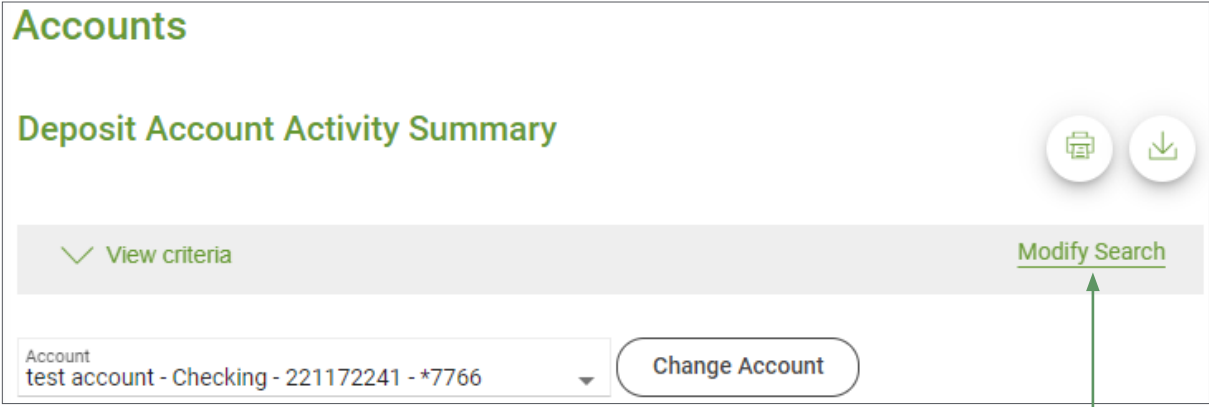 Accounts
Deposit Account Activity Summary
View criteria
Modify Search
Account
test account - Checking - 221172241 - *7766
Change Account